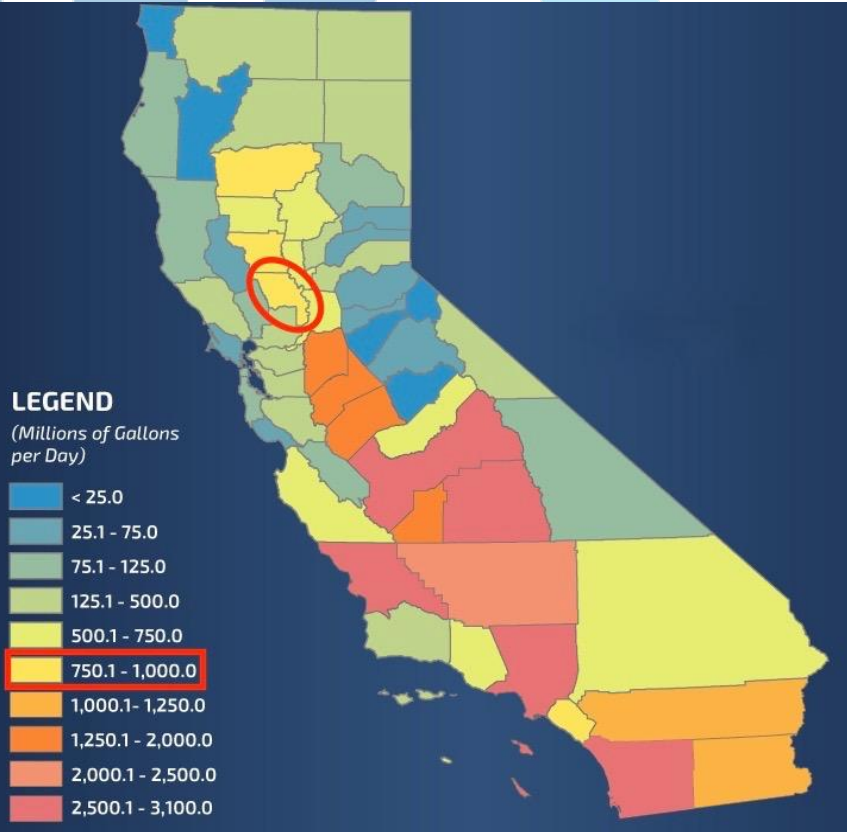 LEGEND
(Millions of Gallons
per Day)
< 25.0
25.1 - 75.0
75.1 - 125.0
125.1 - 500.0
500.1 - 750.0
750.1 - 1,000.0
1,000.1- 1,250.0
1,250.1 - 2,000.0
2,000.1 - 2,500.0
2,500.1 - 3,100.0